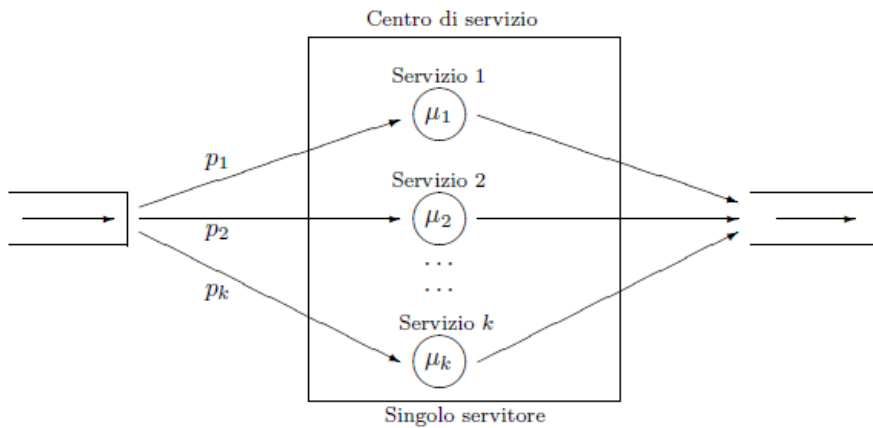 Centro di servizio
Servizio 1
μ1
p1
Servizio 2
μ2
p2
...
...
pk
Servizio k
μk
Singolo servitore